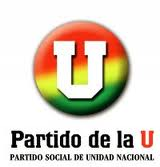 U
Partido de la U
PARTIDO SOCIAL DE UNIDAD NACIONAL